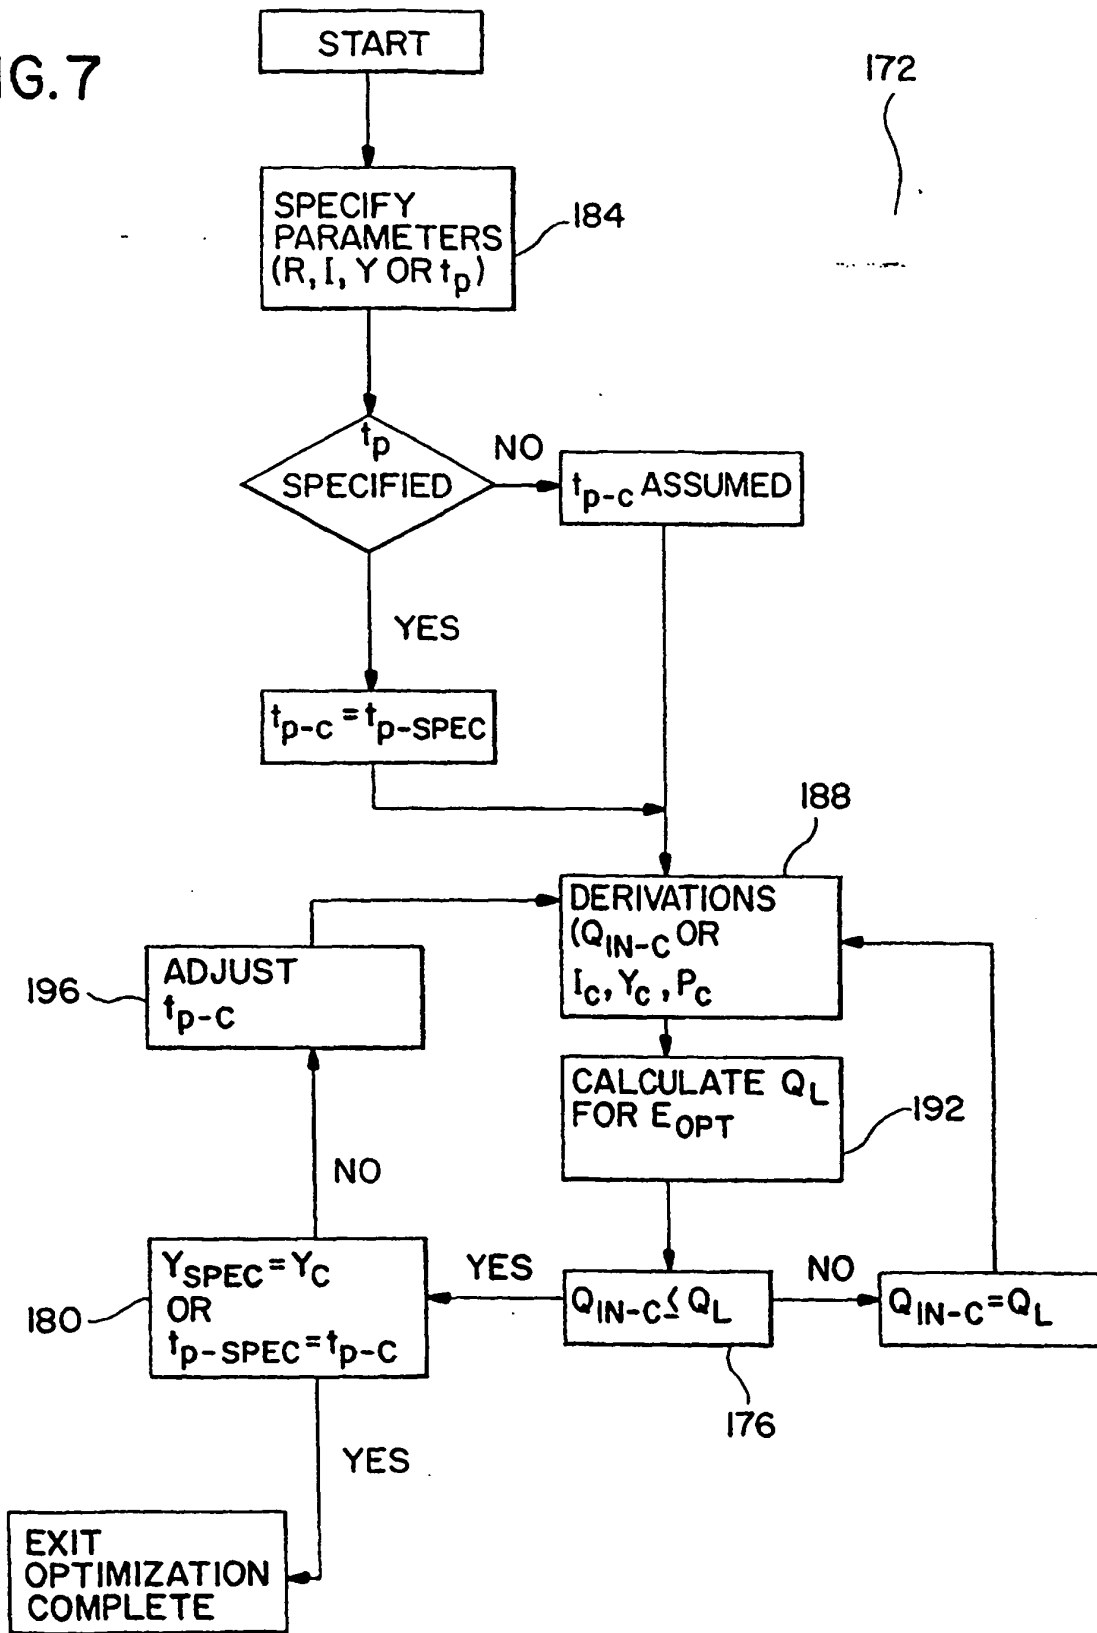 IG. 7
START
172
SPECIFY
PARAMETERS
(R, I, Y OR tp)
184
tp
SPECIFIED
NO
tp-c ASSUMED
YES
tp-c = tp-SPEC
188
DERIVATIONS
(QIN-C OR
IC, YC, PC
ADJUST
tp-C
196
CALCULATE QL
FOR EOPT
192
NO
YSPEC = YC
OR
tp-SPEC = tp-C
180
YES
QIN-C ≤ QL
NO
QIN-C = QL
176
YES
EXIT
OPTIMIZATION
COMPLETE